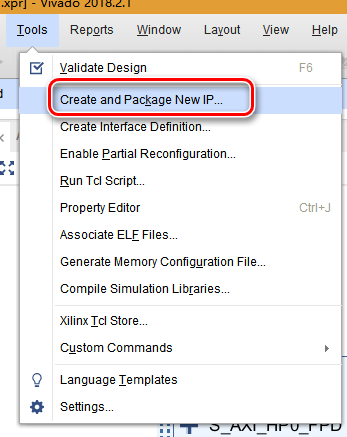 .xpr] - Vivado 2018.2.1
Tools Reports Window Layout View Help
Validate Design F6
Create and Package New IP...
Create Interface Definition...
Enable Partial Reconfiguration...
Run Tcl Script...
Property Editor Ctrl+J
Associate ELF Files...
Generate Memory Configuration File...
Compile Simulation Libraries...
Xilinx Tcl Store...
Custom Commands
Language Templates
Settings...
S_AXI_HP0_FPD